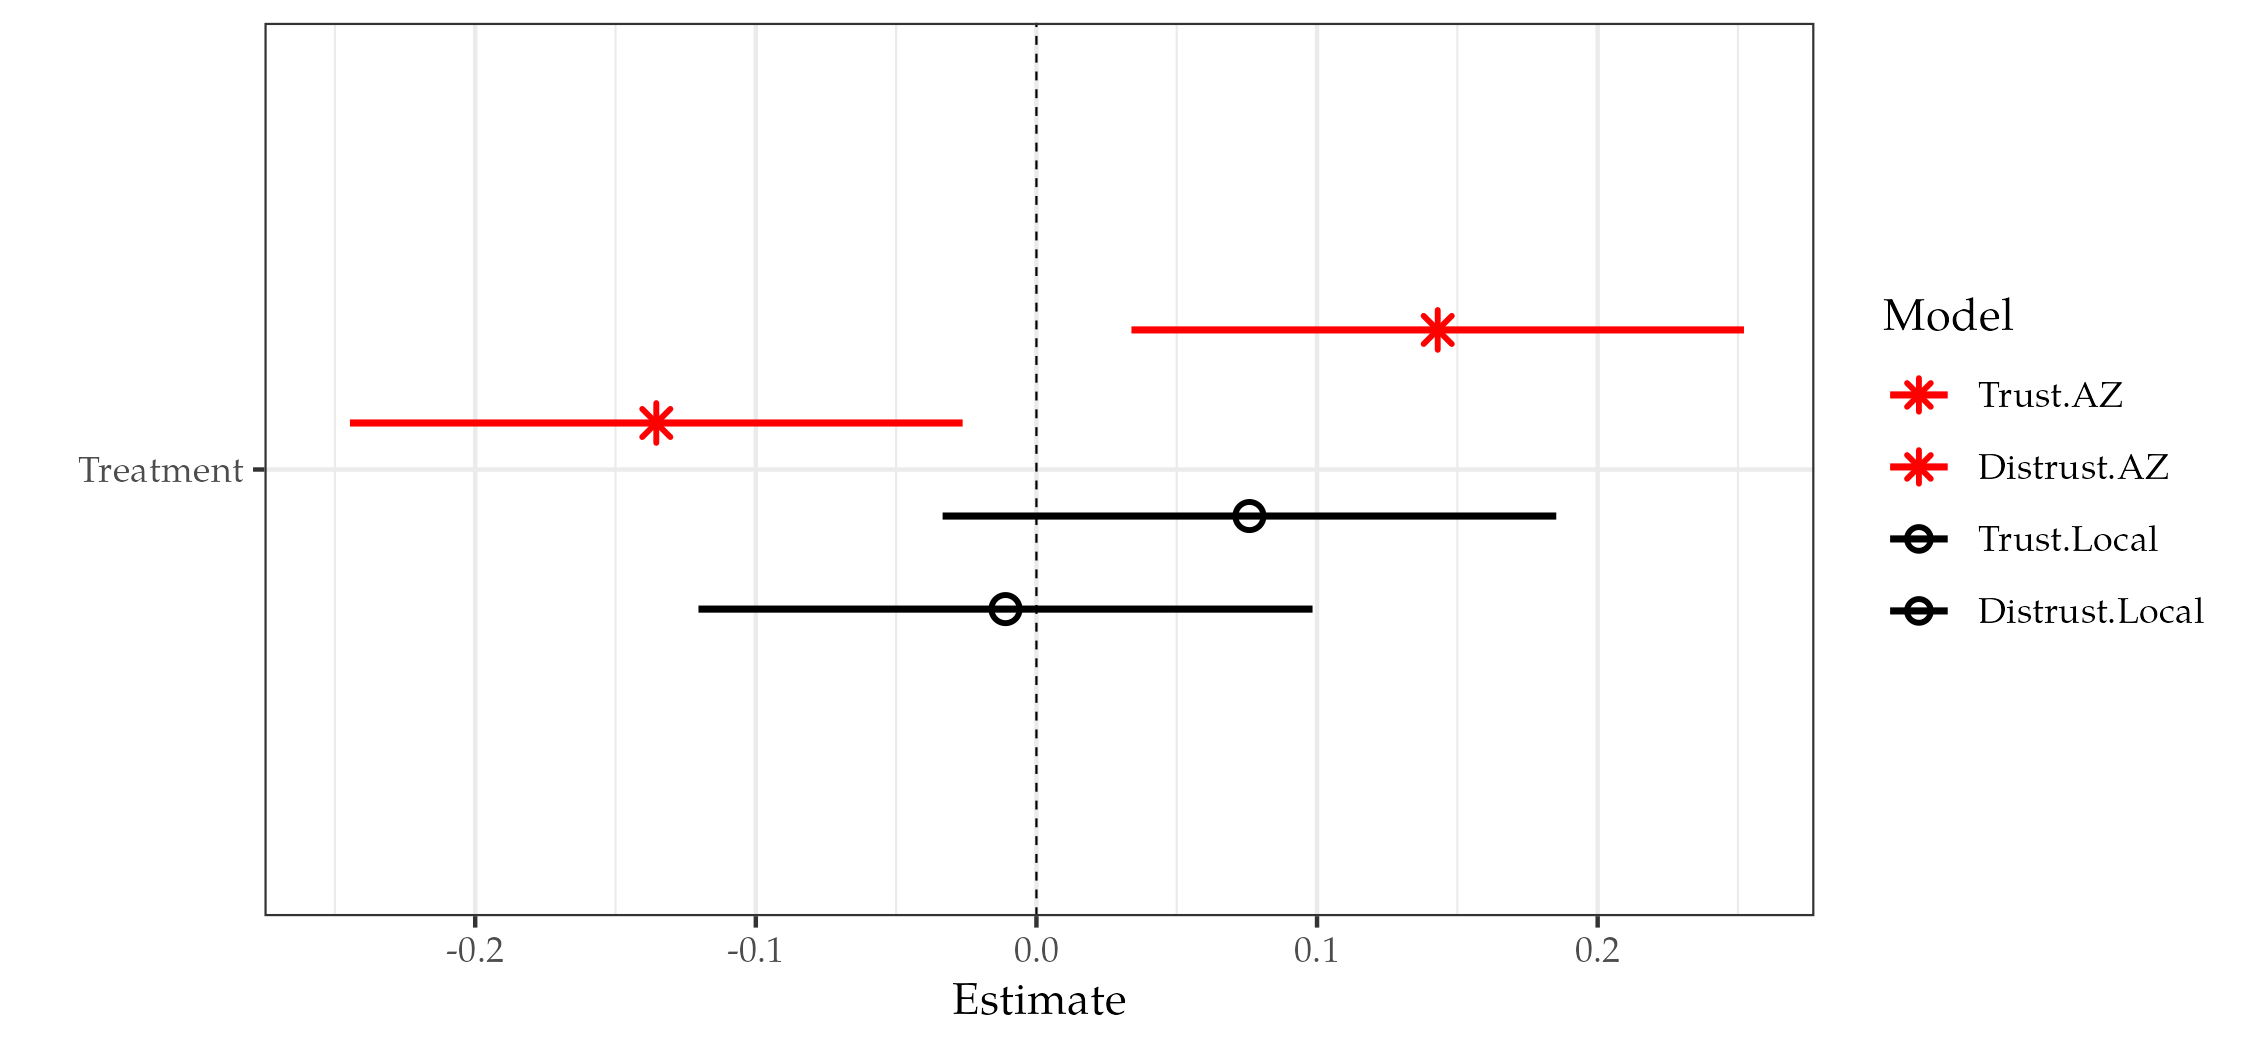 Treatment
-0.2
-0.1
0.0
0.1
0.2
Estimate
Model
Trust.AZ
Distrust.AZ
Trust.Local
Distrust.Local